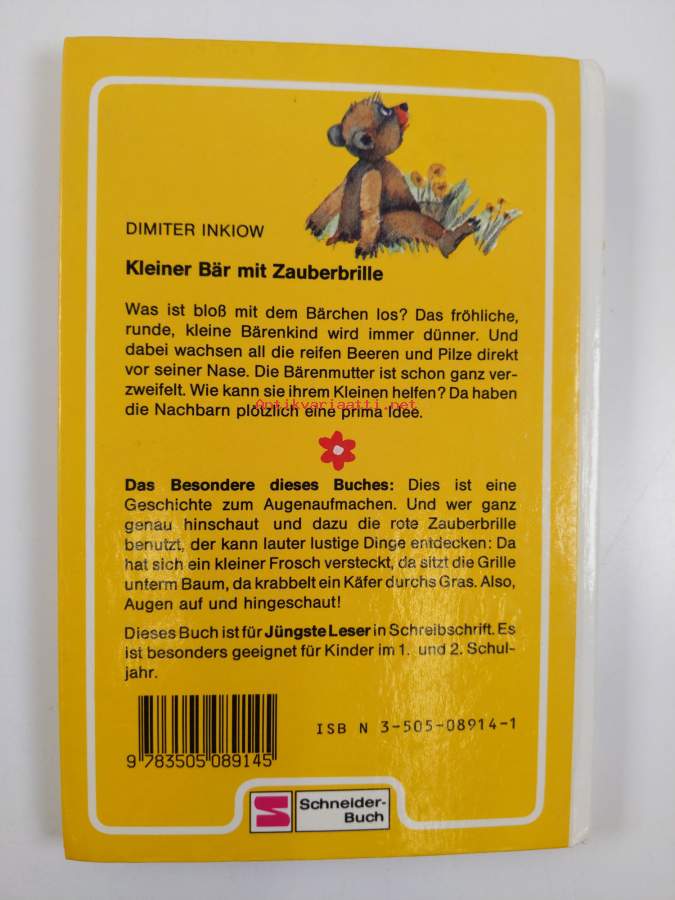 DIMITER INKIOW
Kleiner Bär mit Zauberbrille
Was ist bloß mit dem Bärchen los? Das fröhliche,
runde, kleine Bärenkind wird immer dünner. Und
dabei wachsen all die reifen Beeren und Pilze direkt
vor seiner Nase. Die Bärenmutter ist schon ganz ver-
zweifelt. Wie kann sie ihrem Kleinen helfen? Da haben
die Nachbarn plötzlich eine prima Idee.
Antikvariaatti.net
Das Besondere dieses Buches: Dies ist eine
Geschichte zum Augenaufmachen. Und wer ganz
genau hinschaut und dazu die rote Zauberbrille
benutzt, der kann lauter lustige Dinge entdecken: Da
hat sich ein kleiner Frosch versteckt, da sitzt die Grille
unterm Baum, da krabbelt ein Käfer durchs Gras. Also,
Augen auf und hingeschaut!
Dieses Buch ist für Jüngste Leser in Schreibschrift. Es
ist besonders geeignet für Kinder im 1. und 2. Schul-
jahr.
ISBN 3-505-08914-1
9 783505 089145
Schneider-
Buch